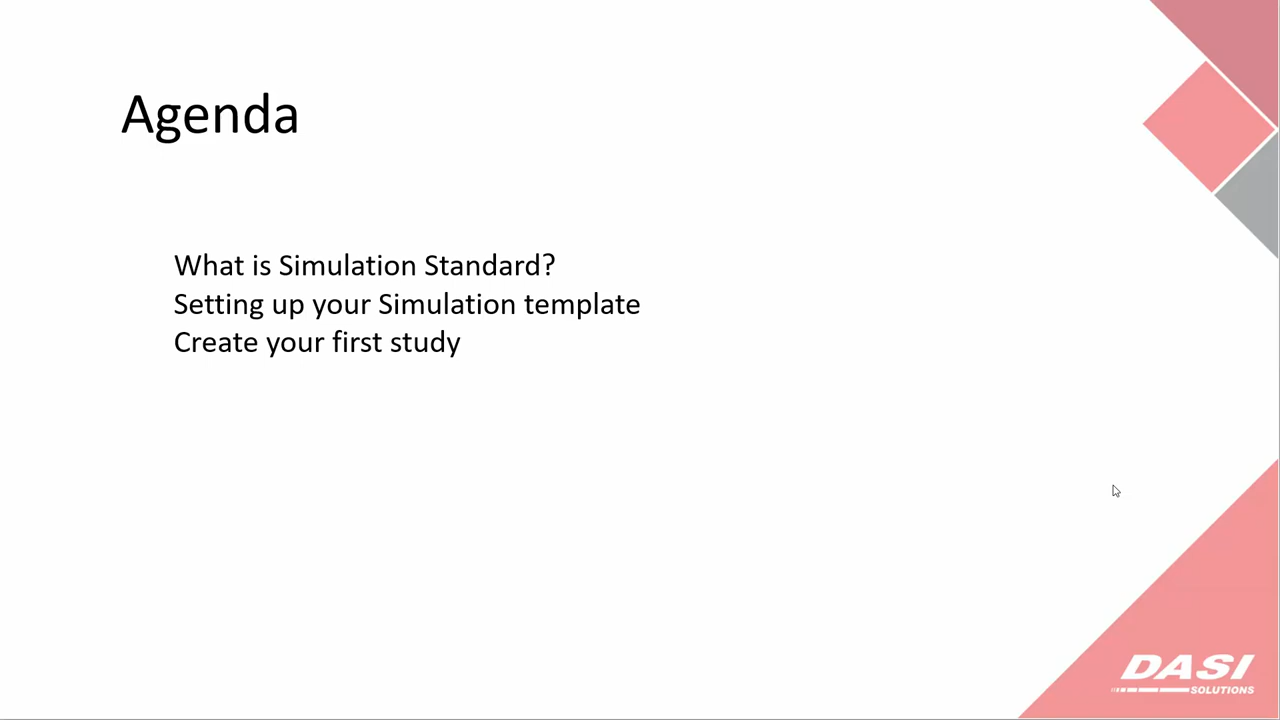 Agenda
What is Simulation Standard?
Setting up your Simulation template
Create your first study
DASI
SOLUTIONS